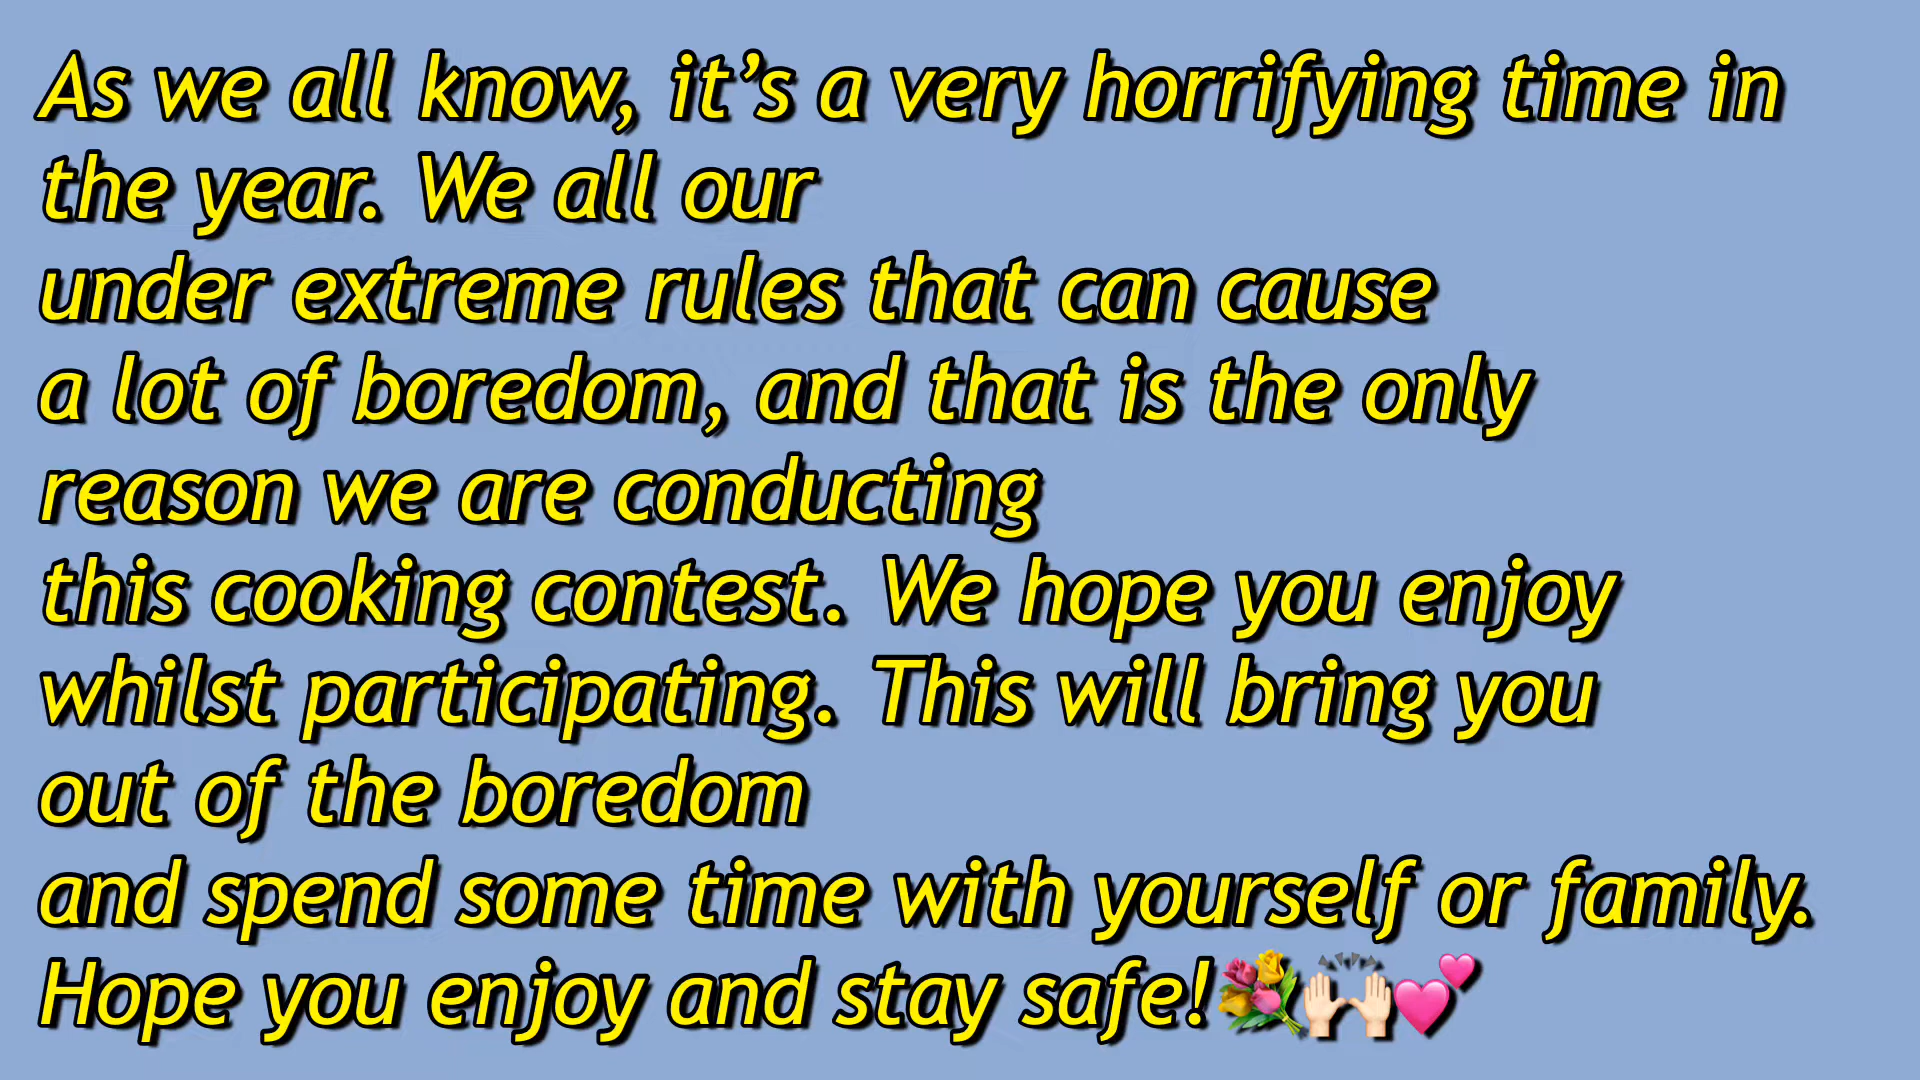 As we all know, it’s a very horrifying time in
the year. We all our
under extreme rules that can cause
a lot of boredom, and that is the only
reason we are conducting
this cooking contest. We hope you enjoy
whilst participating. This will bring you
out of the boredom
and spend some time with yourself or family.
Hope you enjoy and stay safe!💐🙌🏻💕